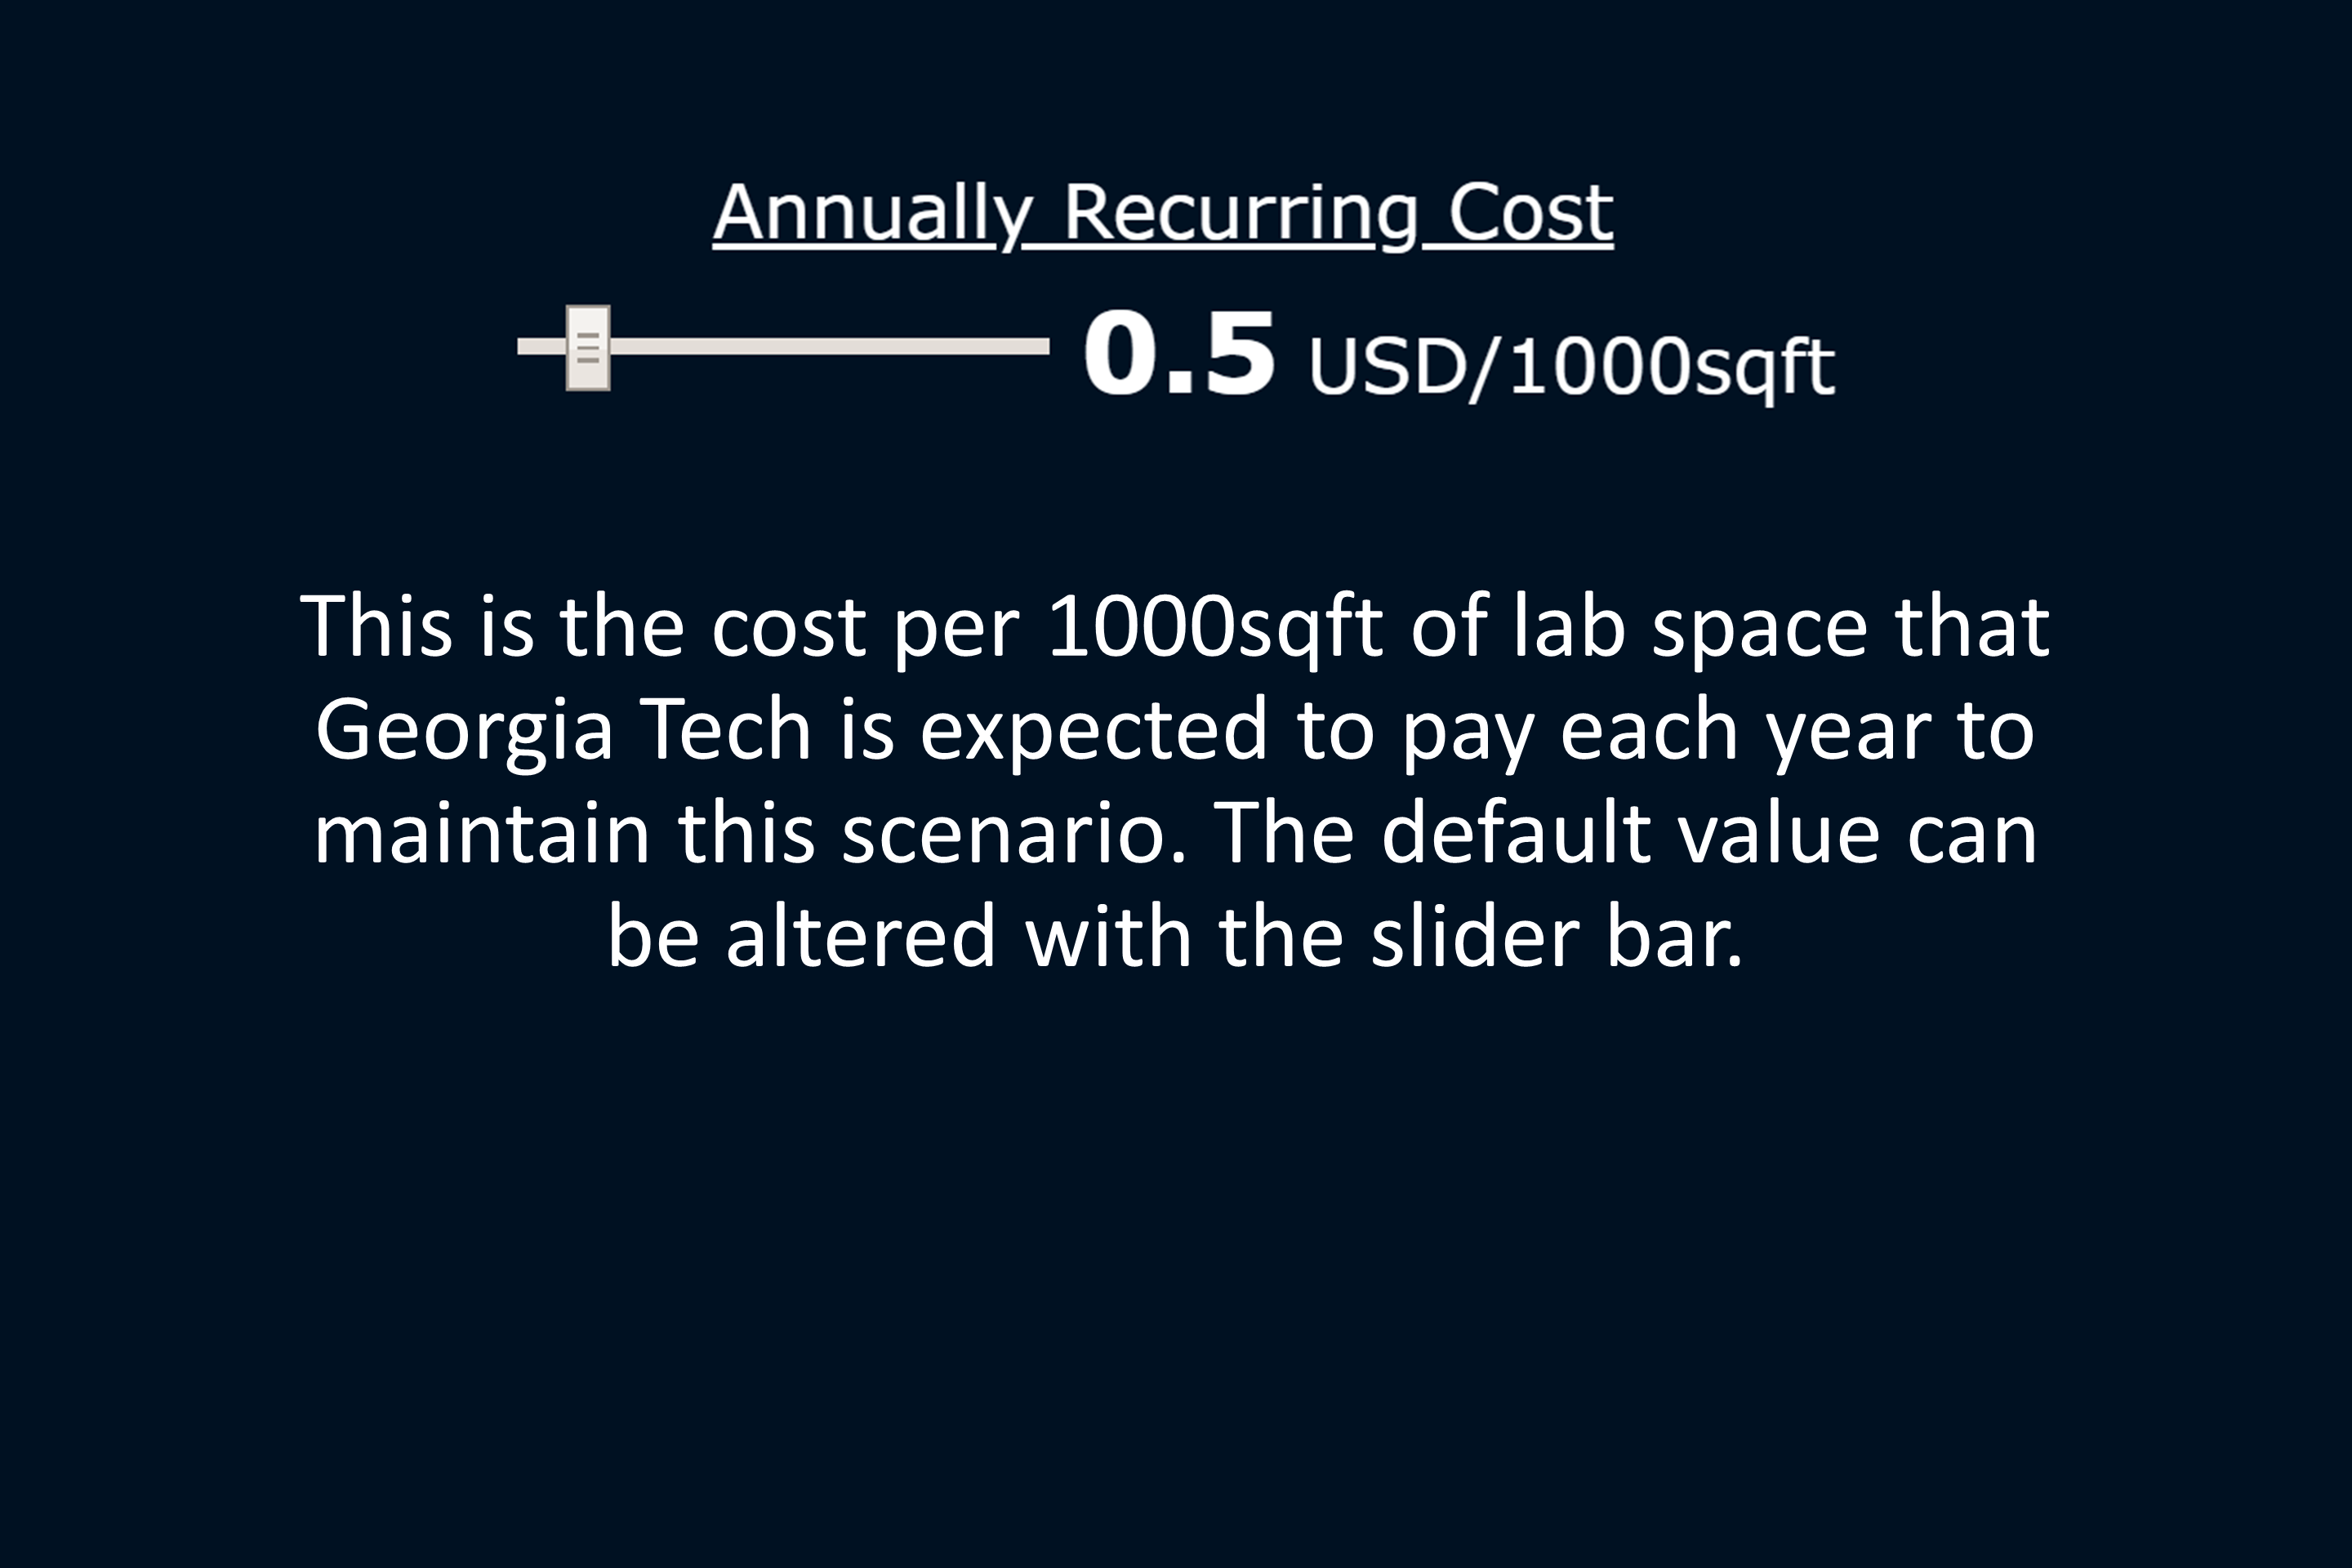 Annually Recurring Cost
0.5 USD/1000sqft
This is the cost per 1000sqft of lab space that
Georgia Tech is expected to pay each year to
maintain this scenario. The default value can
be altered with the slider bar.